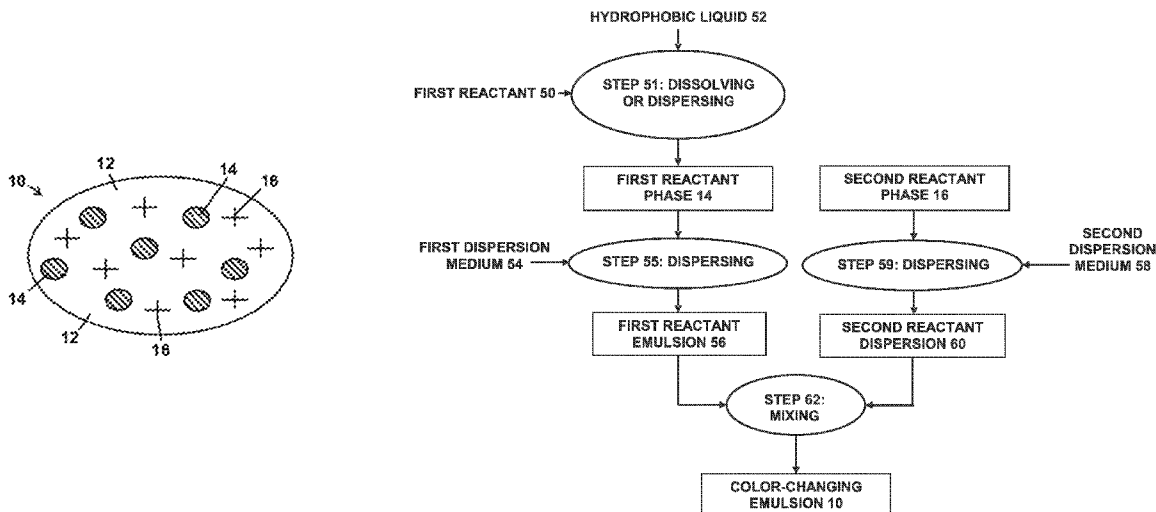 12
14
16
10
14
12
16
HYDROPHOBIC LIQUID 52
FIRST REACTANT 50
STEP 51: DISSOLVING
OR DISPERSING
FIRST REACTANT
PHASE 14
SECOND REACTANT
PHASE 16
FIRST DISPERSION
MEDIUM 54
STEP 55: DISPERSING
STEP 59: DISPERSING
SECOND
DISPERSION
MEDIUM 58
FIRST REACTANT
EMULSION 56
SECOND REACTANT
DISPERSION 60
STEP 62:
MIXING
COLOR-CHANGING
EMULSION 10